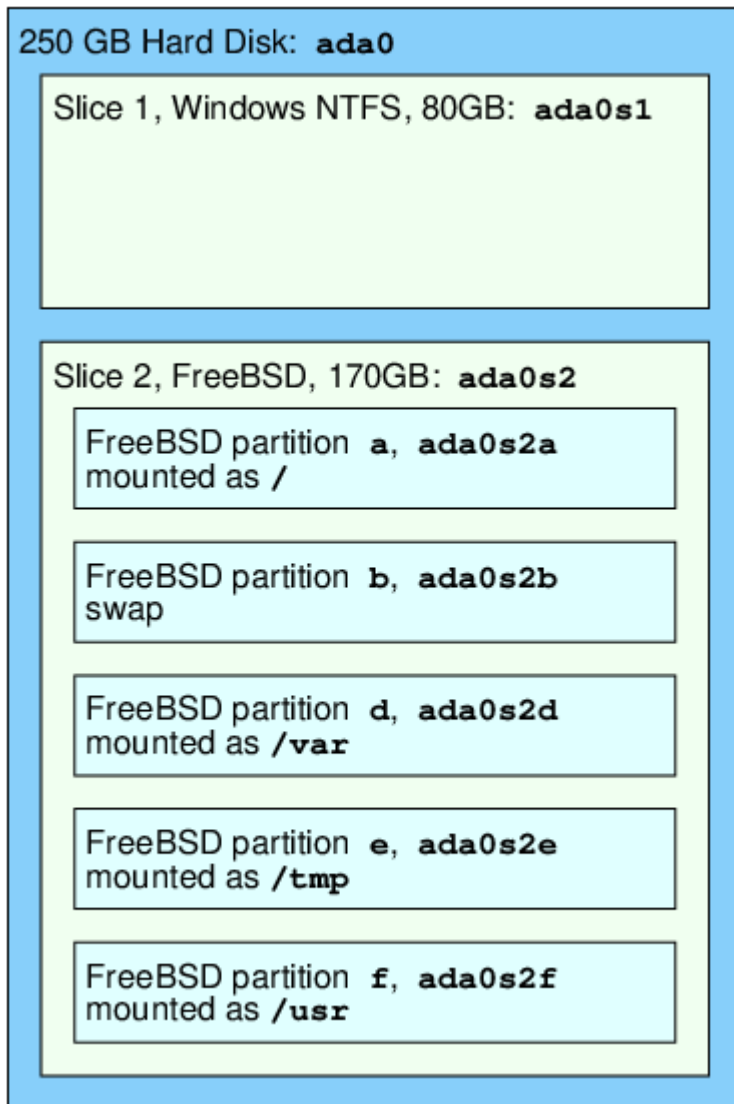 250 GB Hard Disk: ada0
Slice 1, Windows NTFS, 80GB: ada0s1
Slice 2, FreeBSD, 170GB: ada0s2
FreeBSD partition a, ada0s2a
mounted as /
FreeBSD partition b, ada0s2b
swap
FreeBSD partition d, ada0s2d
mounted as /var
FreeBSD partition e, ada0s2e
mounted as /tmp
FreeBSD partition f, ada0s2f
mounted as /usr